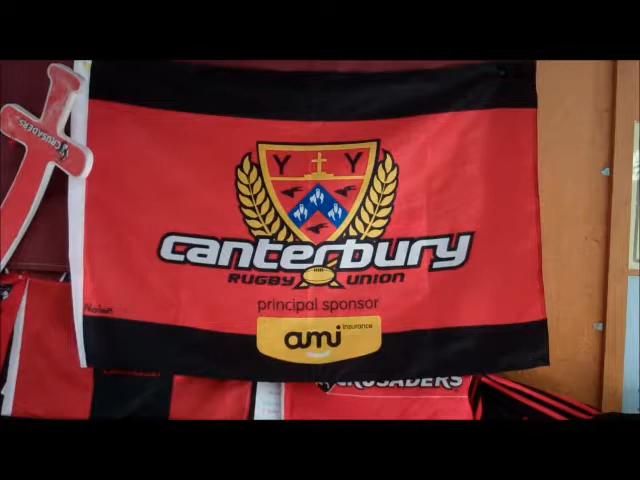 CRUSADERS
canterbury
RUGBY UNION
principal sponsor
ami insurance
CRUSADERS